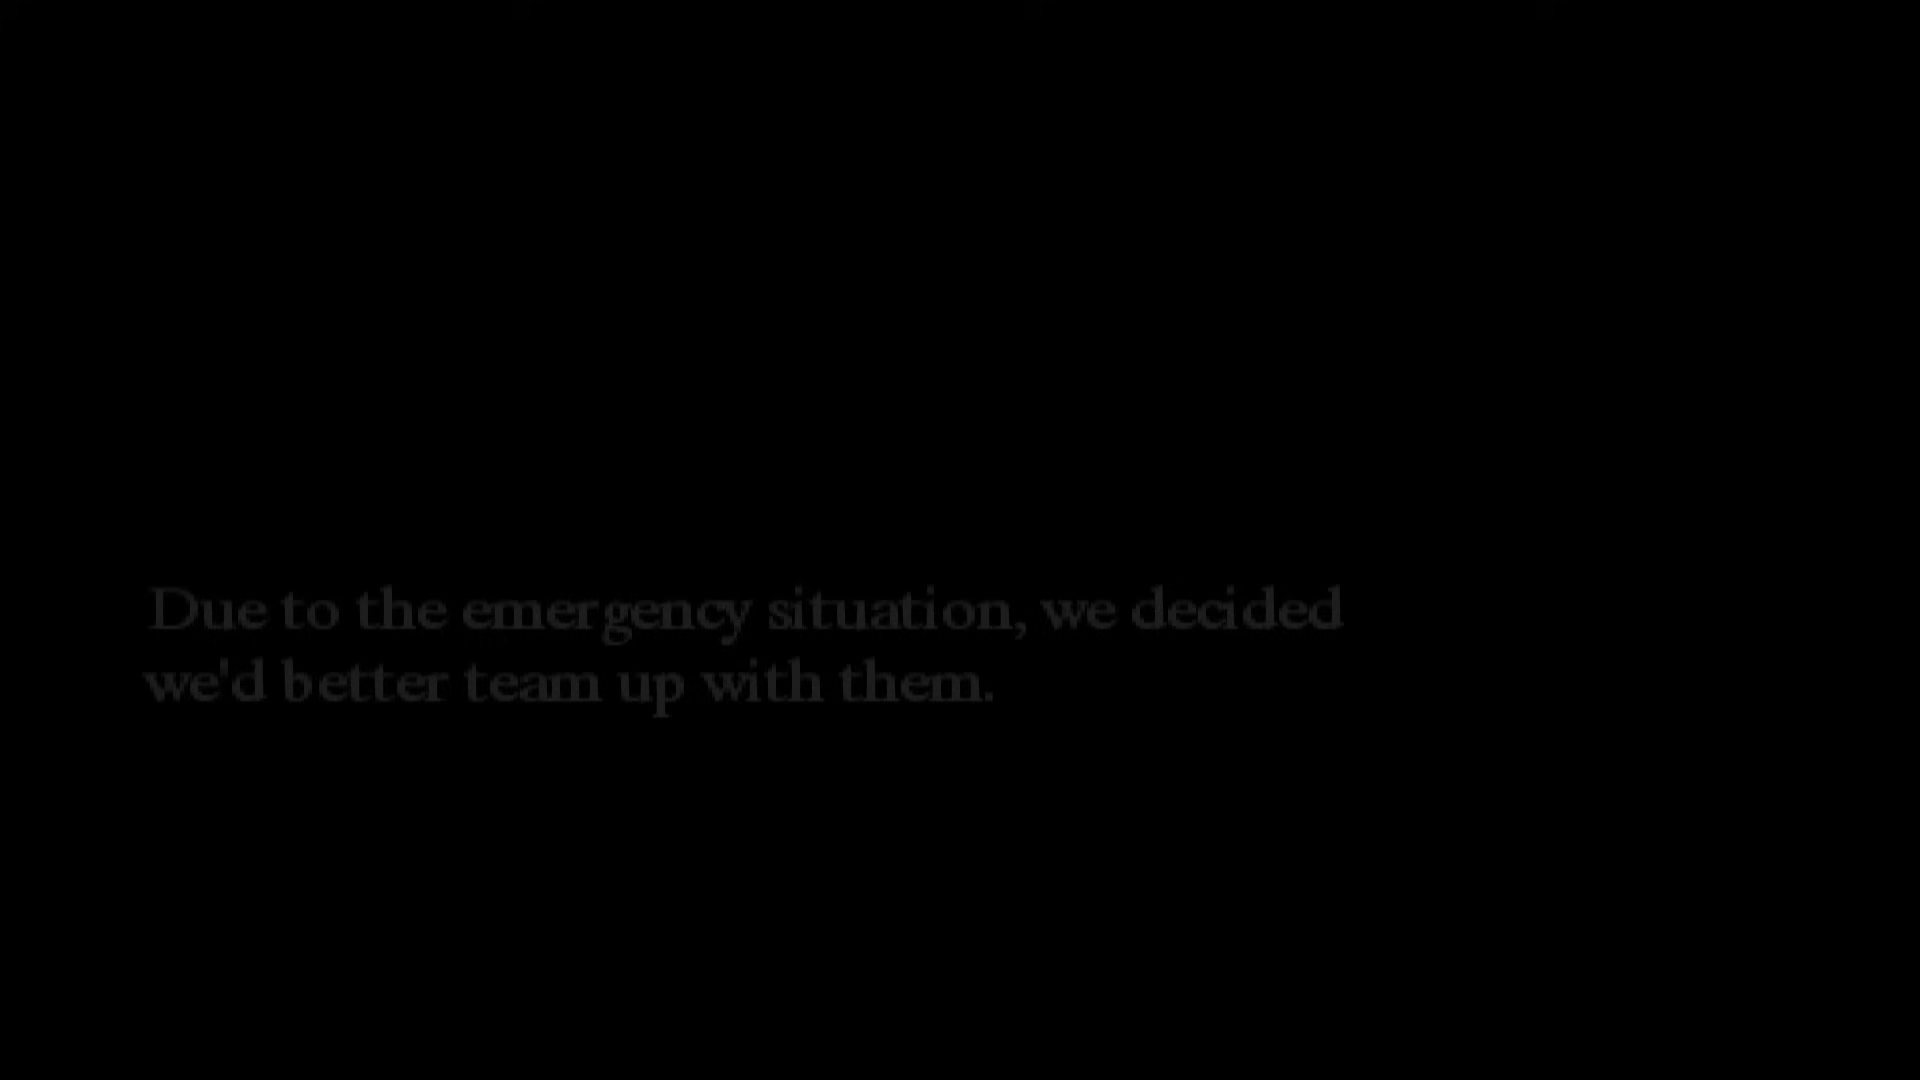 Due to the emergency situation, we decided
we'd better team up with them.